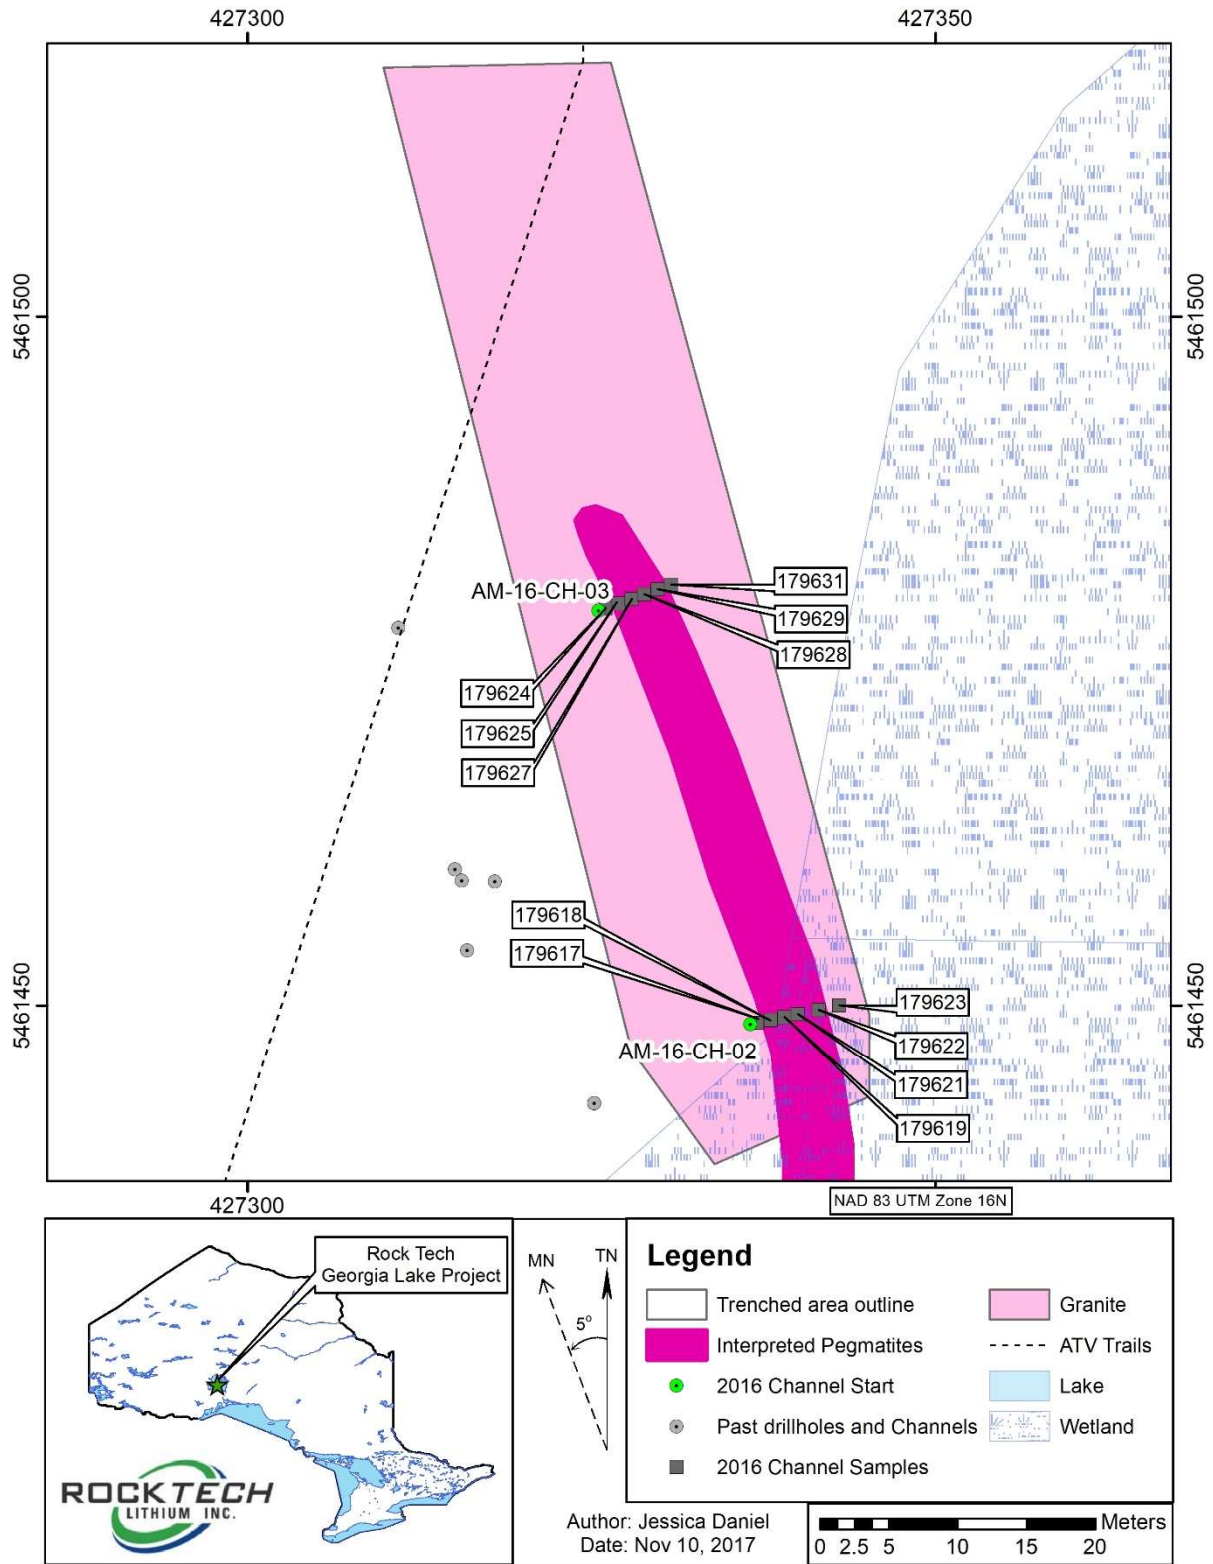 427300
427350
5461500
5461500
AM-16-CH-03
179631
179629
179628
179624
179625
179627
179618
179617
5461450
5461450
179623
AM-16-CH-02
179622
179621
179619
427300
NAD 83 UTM Zone 16N
Rock Tech
Georgia Lake Project
ROCKTECH
LITHIUM INC.
MN
TN
5°
Legend
Trenched area outline
Granite
Interpreted Pegmatites
ATV Trails
2016 Channel Start
Lake
Past drillholes and Channels
Wetland
2016 Channel Samples
Author: Jessica Daniel
Date: Nov 10, 2017
Meters
0 2.5 5 10 15 20